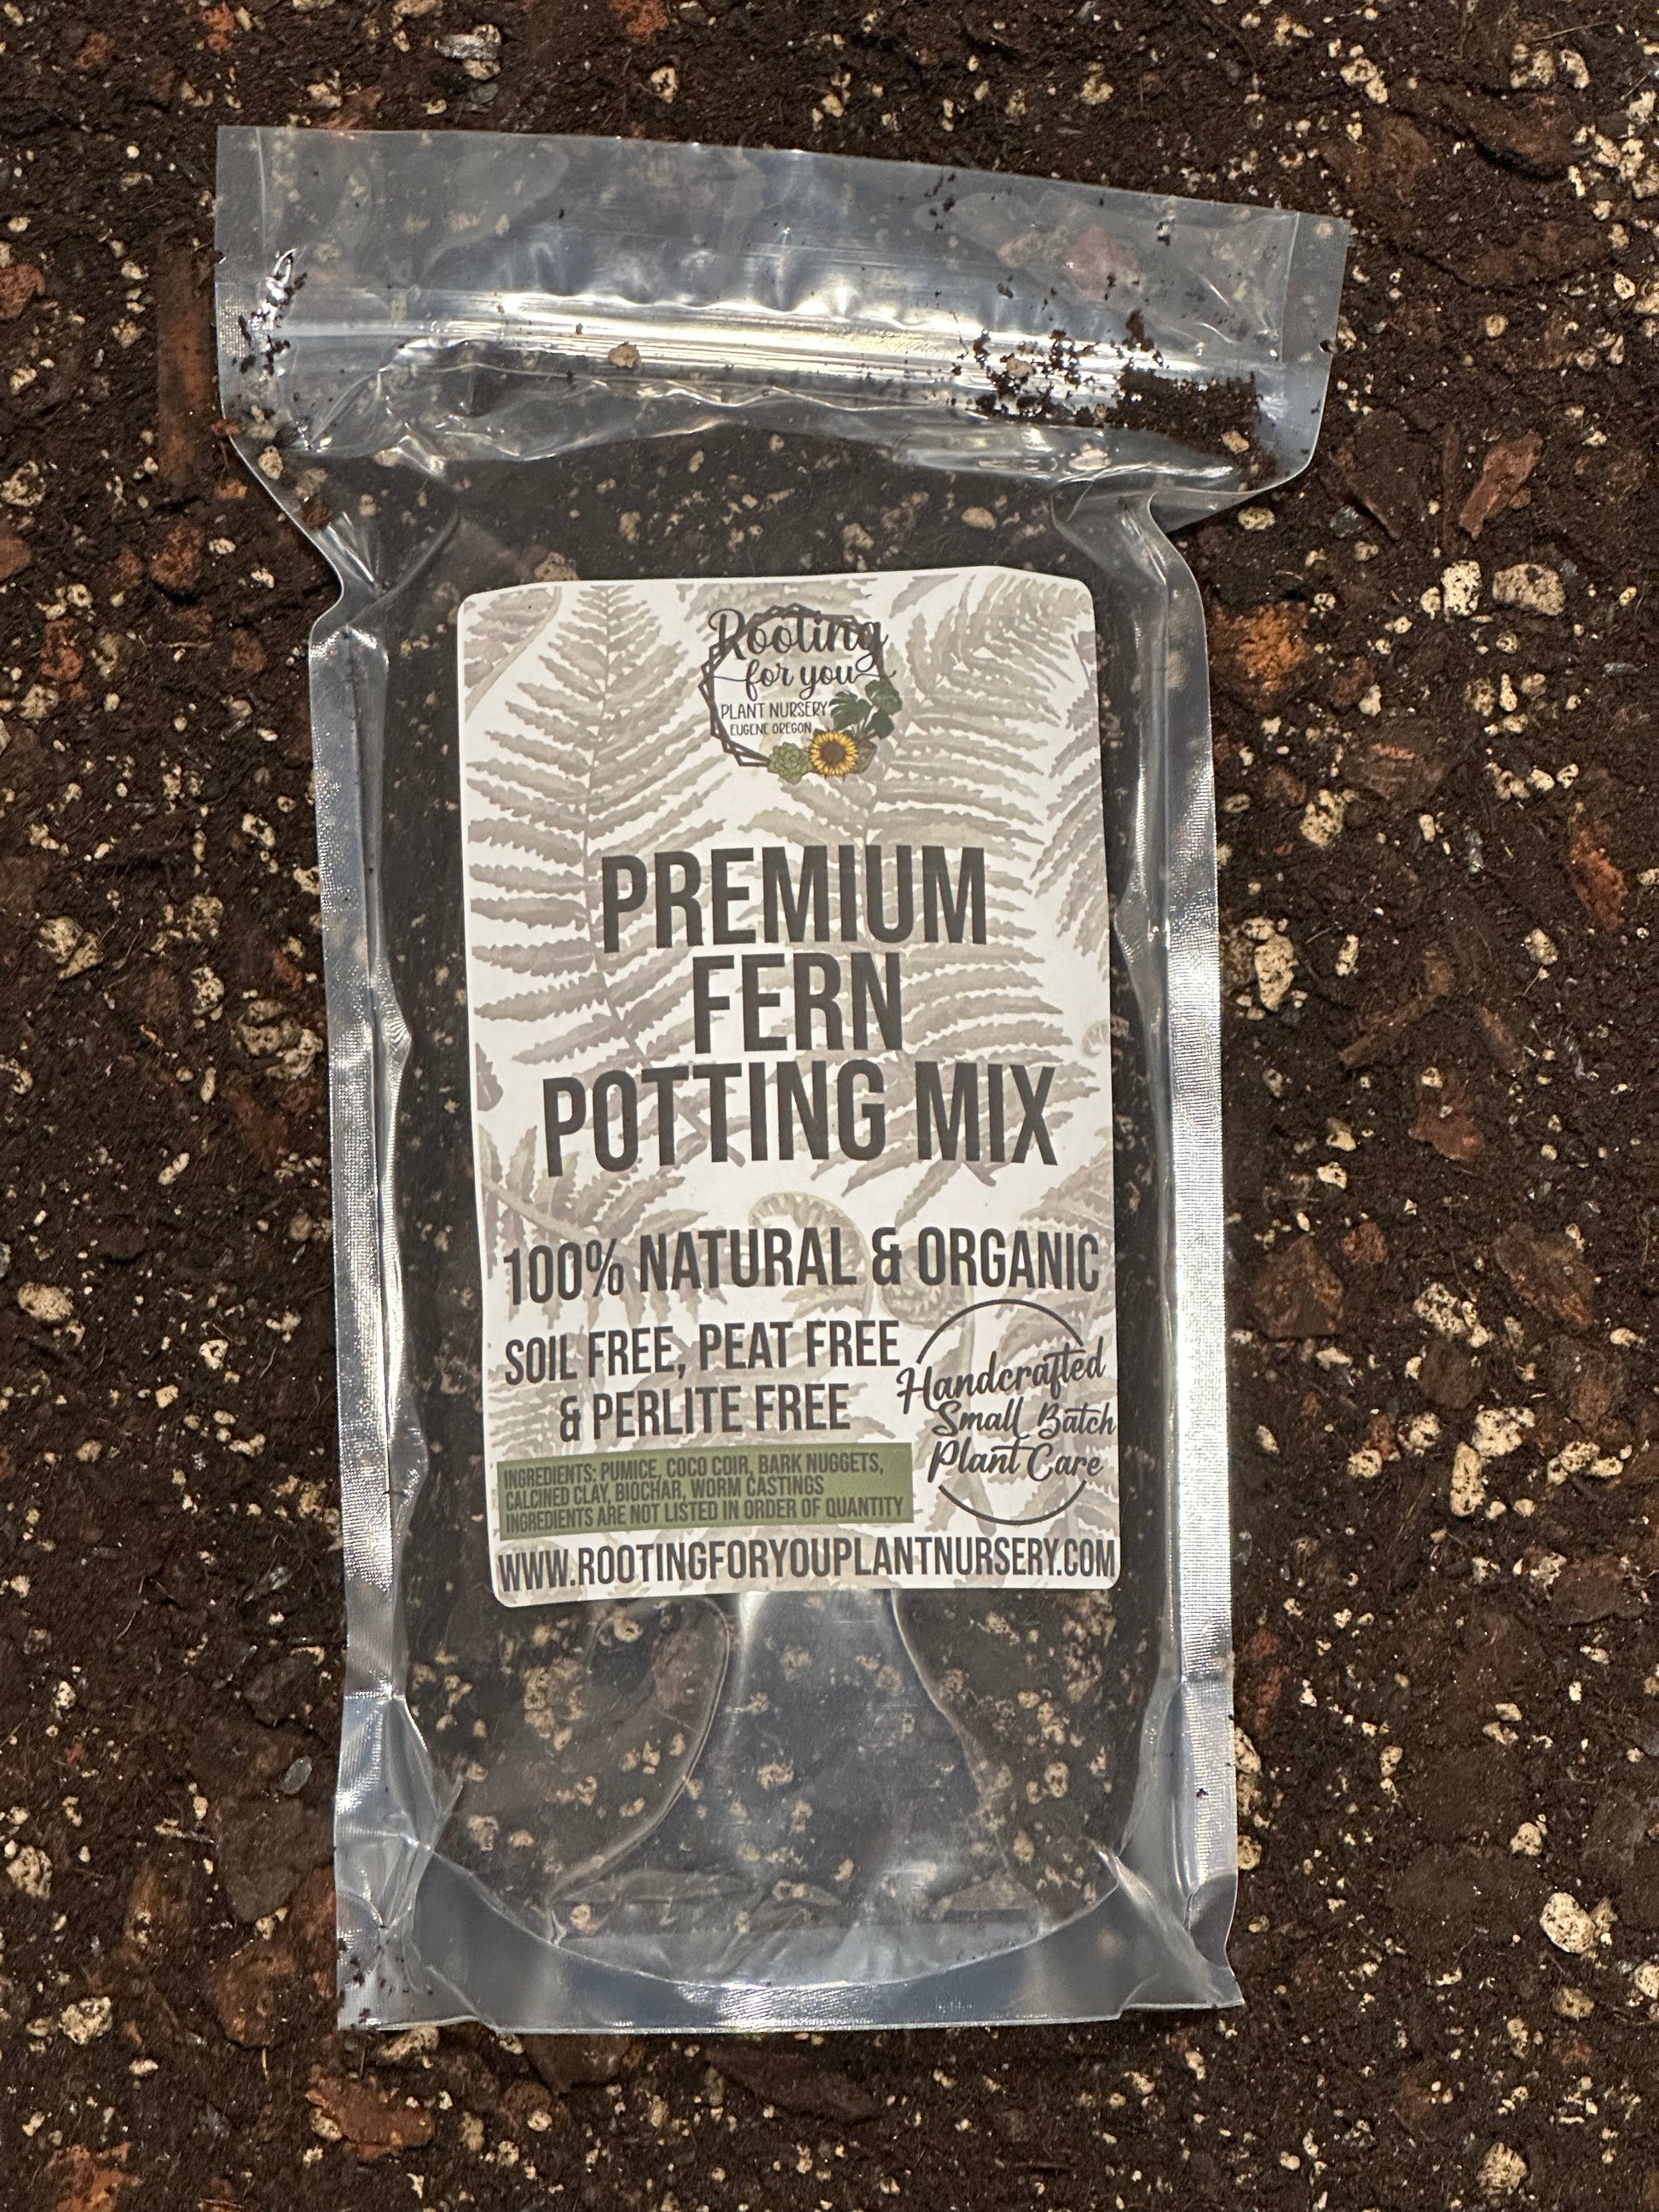 Rooting
for you
PLANT NURSERY
EUGENE OREGON
PREMIUM
FERN
POTTING MIX
100% NATURAL & ORGANIC
SOIL FREE, PEAT FREE
& PERLITE FREE
Handcrafted
Small Batch
Plant Care
INGREDIENTS: PUMICE, COCO COIR, BARK NUGGETS,
CALCINED CLAY, BIOCHAR, WORM CASTINGS
INGREDIENTS ARE NOT LISTED IN ORDER OF QUANTITY
WWW.ROOTINGFORYOUPLANTNURSERY.COM